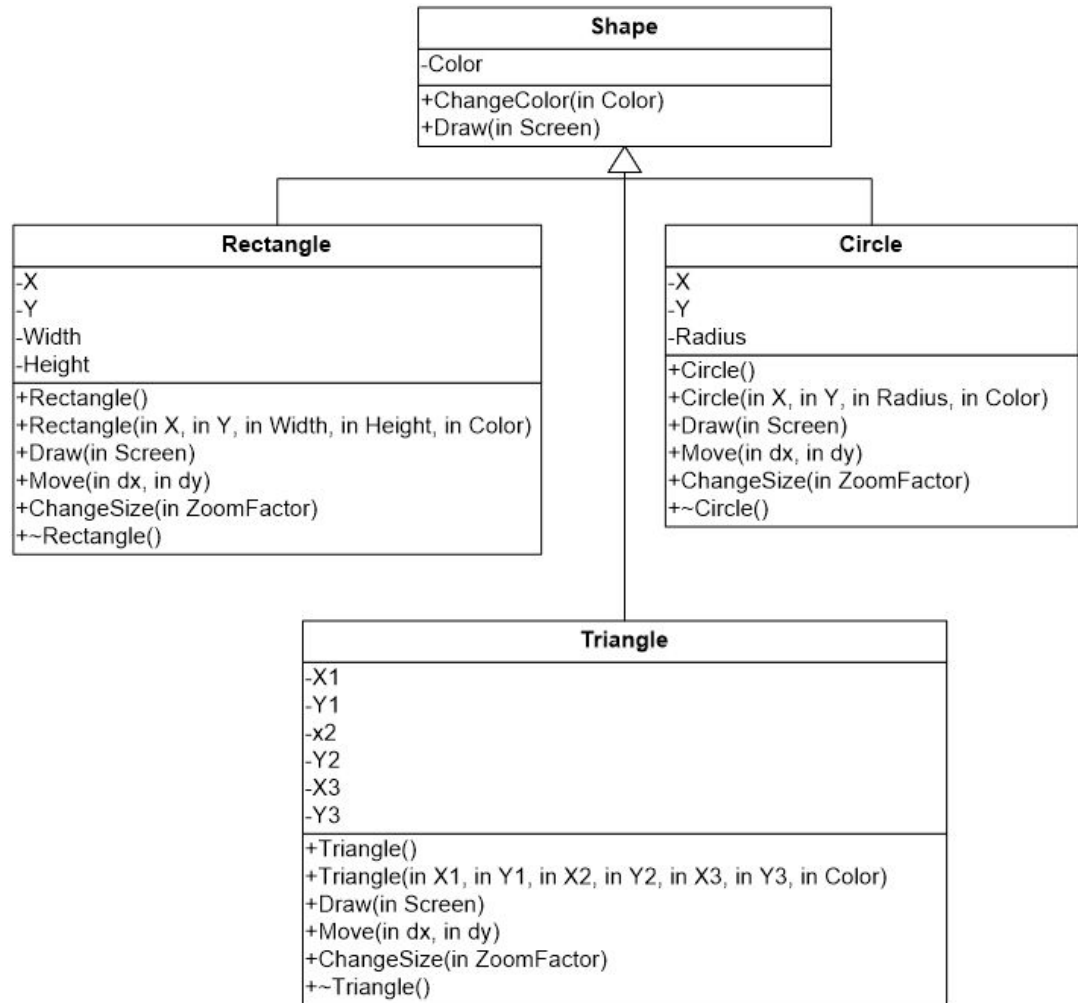 Shape
-Color
+ChangeColor(in Color)
+Draw(in Screen)
Rectangle
-X
-Y
-Width
-Height
+Rectangle()
+Rectangle(in X, in Y, in Width, in Height, in Color)
+Draw(in Screen)
+Move(in dx, in dy)
+ChangeSize(in ZoomFactor)
+~Rectangle()
Circle
-X
-Y
-Radius
+Circle()
+Circle(in X, in Y, in Radius, in Color)
+Draw(in Screen)
+Move(in dx, in dy)
+ChangeSize(in ZoomFactor)
+~Circle()
Triangle
-X1
-Y1
-x2
-Y2
-X3
-Y3
+Triangle()
+Triangle(in X1, in Y1, in X2, in Y2, in X3, in Y3, in Color)
+Draw(in Screen)
+Move(in dx, in dy)
+ChangeSize(in ZoomFactor)
+~Triangle()